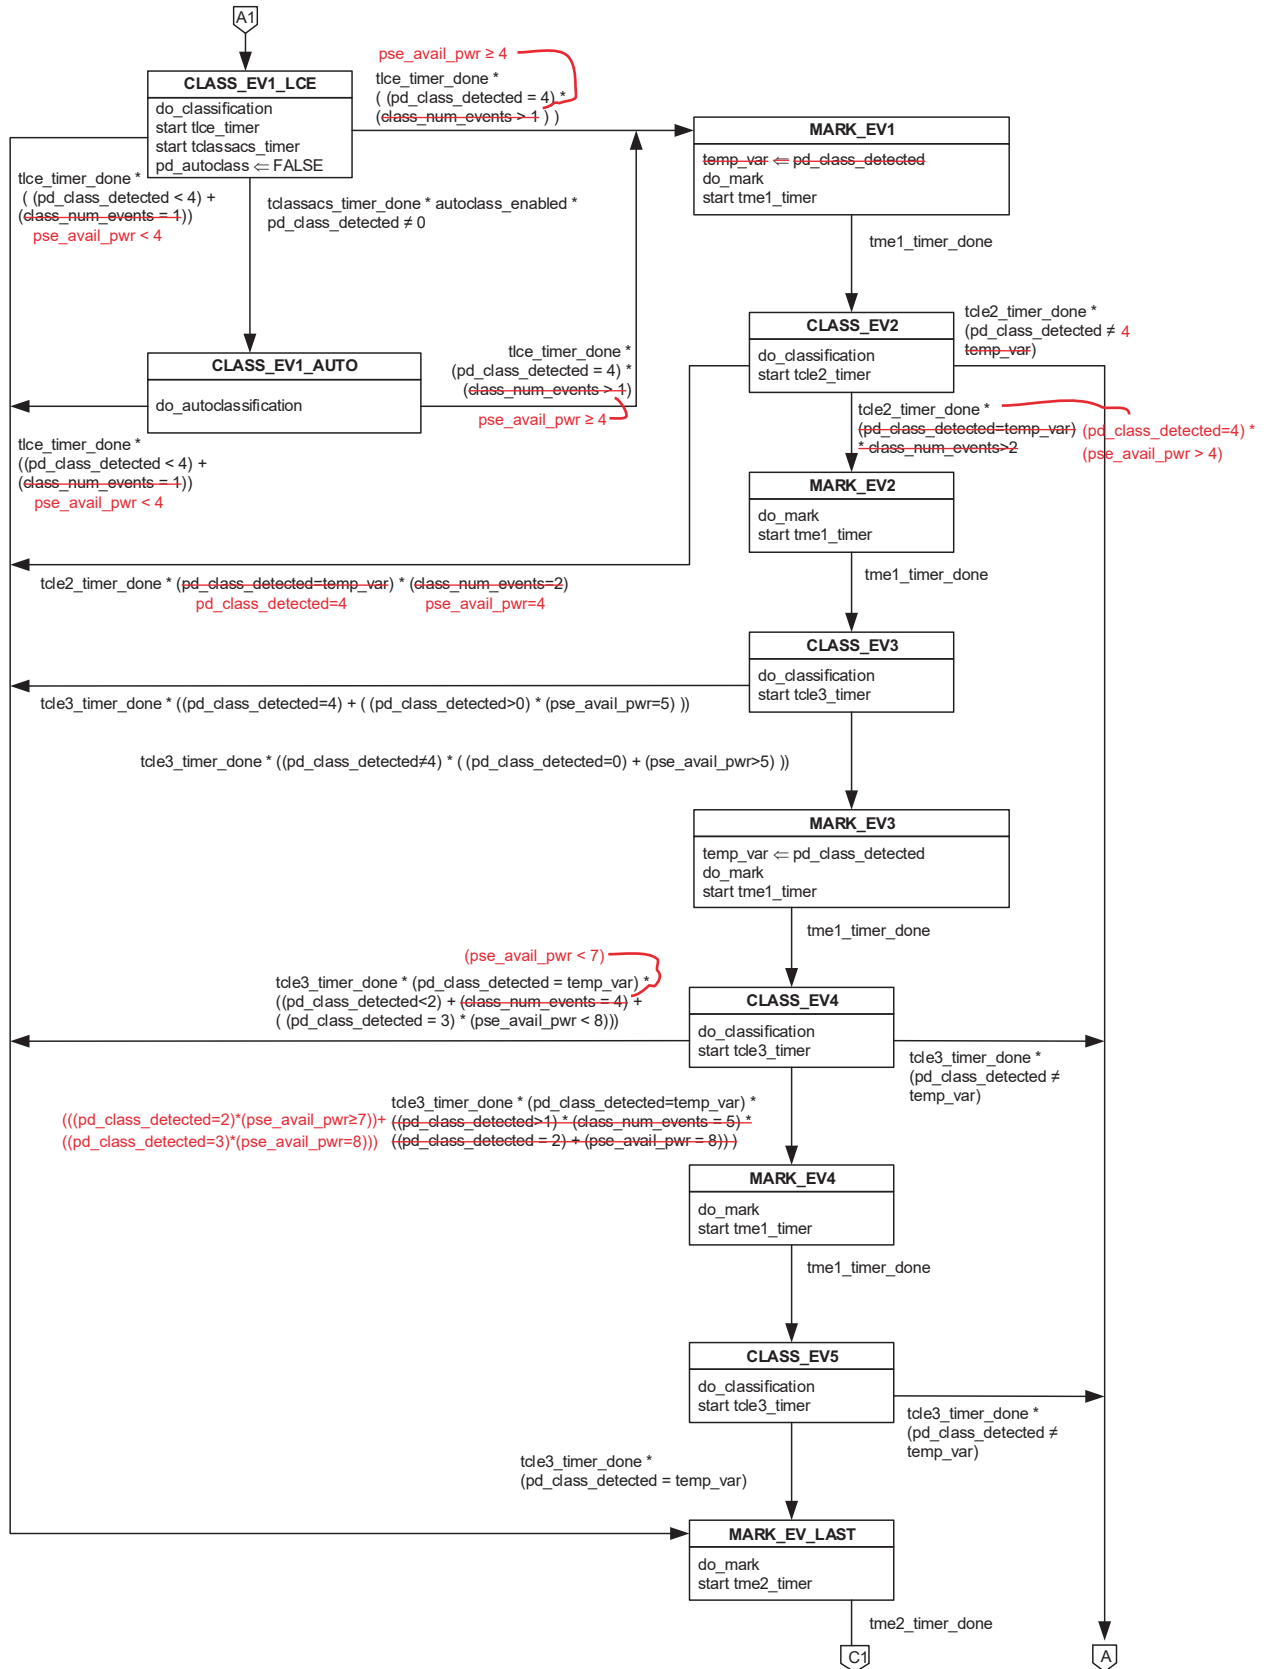 A1
pse_avail_pwr ≥ 4
CLASS_EV1_LCE
do_classification
start tlce_timer
start tclassacs_timer
pd_autoclass ⇐ FALSE
tlce_timer_done *
( (pd_class_detected = 4) *
(class_num_events > 1 ) )
MARK_EV1
temp_var ⇐ pd_class_detected
do_mark
start tme1_timer
tlce_timer_done *
( (pd_class_detected < 4) +
(class_num_events = 1))
pse_avail_pwr < 4
tclassacs_timer_done * autoclass_enabled *
pd_class_detected ≠ 0
tme1_timer_done
CLASS_EV2
do_classification
start tcle2_timer
tcle2_timer_done *
(pd_class_detected ≠ 4
temp_var)
CLASS_EV1_AUTO
do_autoclassification
tlce_timer_done *
(pd_class_detected = 4) *
(class_num_events > 1)
pse_avail_pwr ≥ 4
tcle2_timer_done *
(pd_class_detected=temp_var) (pd_class_detected=4) *
* class_num_events>2 (pse_avail_pwr > 4)
tlce_timer_done *
((pd_class_detected < 4) +
(class_num_events = 1))
pse_avail_pwr < 4
MARK_EV2
do_mark
start tme1_timer
tme1_timer_done
tcle2_timer_done * (pd_class_detected=temp_var) * (class_num_events=2)
pd_class_detected=4 pse_avail_pwr=4
CLASS_EV3
do_classification
start tcle3_timer
tcle3_timer_done * ((pd_class_detected=4) + ( (pd_class_detected>0) * (pse_avail_pwr=5) ))
tcle3_timer_done * ((pd_class_detected≠4) * ( (pd_class_detected=0) + (pse_avail_pwr>5) ))
MARK_EV3
temp_var ⇐ pd_class_detected
do_mark
start tme1_timer
tme1_timer_done
(pse_avail_pwr < 7)
tcle3_timer_done * (pd_class_detected = temp_var) *
((pd_class_detected<2) + (class_num_events = 4) +
( (pd_class_detected = 3) * (pse_avail_pwr < 8)))
CLASS_EV4
do_classification
start tcle3_timer
tcle3_timer_done *
(pd_class_detected ≠
temp_var)
tcle3_timer_done * (pd_class_detected=temp_var) *
(((pd_class_detected=2)*(pse_avail_pwr≥7))+ ((pd_class_detected>1) * (class_num_events = 5) *
((pd_class_detected=3)*(pse_avail_pwr=8))) ((pd_class_detected = 2) + (pse_avail_pwr = 8)) )
MARK_EV4
do_mark
start tme1_timer
tme1_timer_done
CLASS_EV5
do_classification
start tcle3_timer
tcle3_timer_done *
(pd_class_detected ≠
temp_var)
tcle3_timer_done *
(pd_class_detected = temp_var)
MARK_EV_LAST
do_mark
start tme2_timer
tme2_timer_done
C1
A